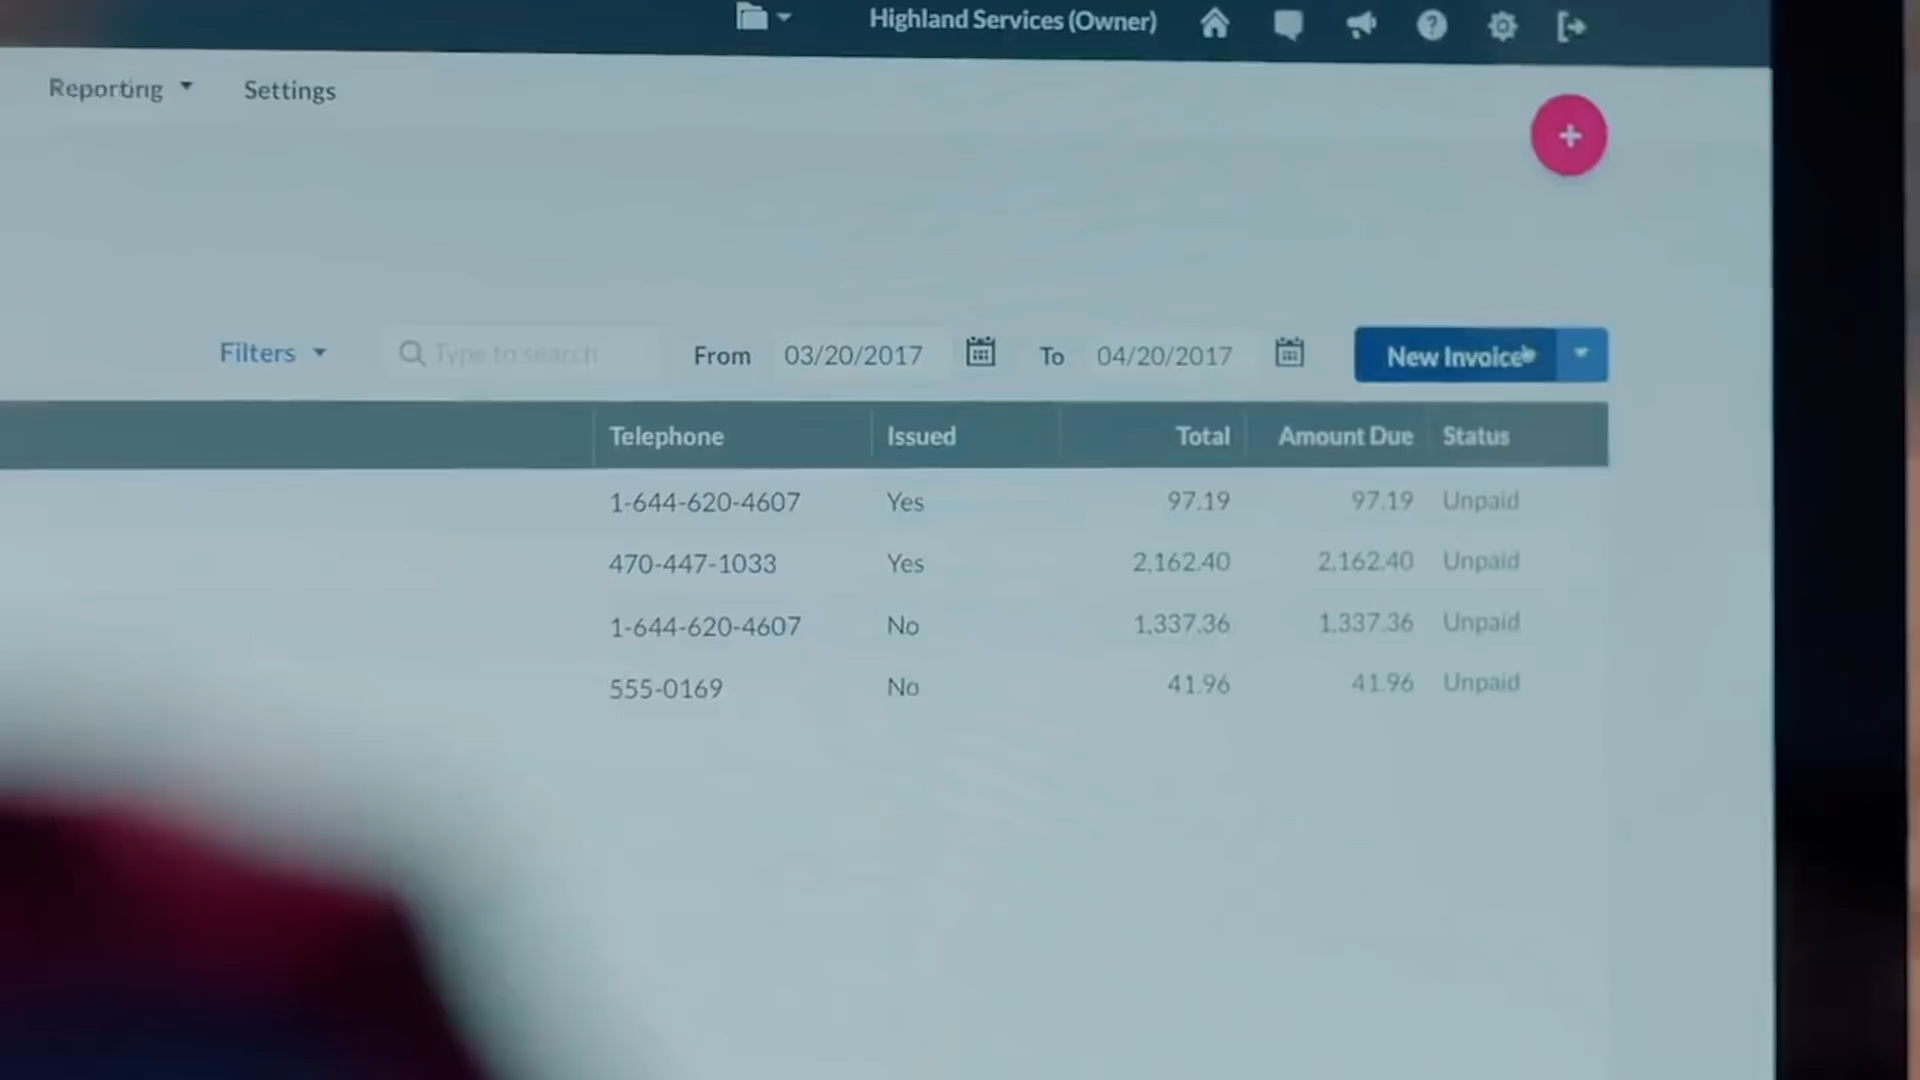 Highland Services (Owner)
Reporting Settings
+
Filters Type to search From 03/20/2017 To 04/20/2017 New Invoice
Telephone Issued Total Amount Due Status
1-644-620-4607 Yes 97.19 97.19 Unpaid
470-447-1033 Yes 2,162.40 2,162.40 Unpaid
1-644-620-4607 No 1,337.36 1,337.36 Unpaid
555-0169 No 41.96 41.96 Unpaid